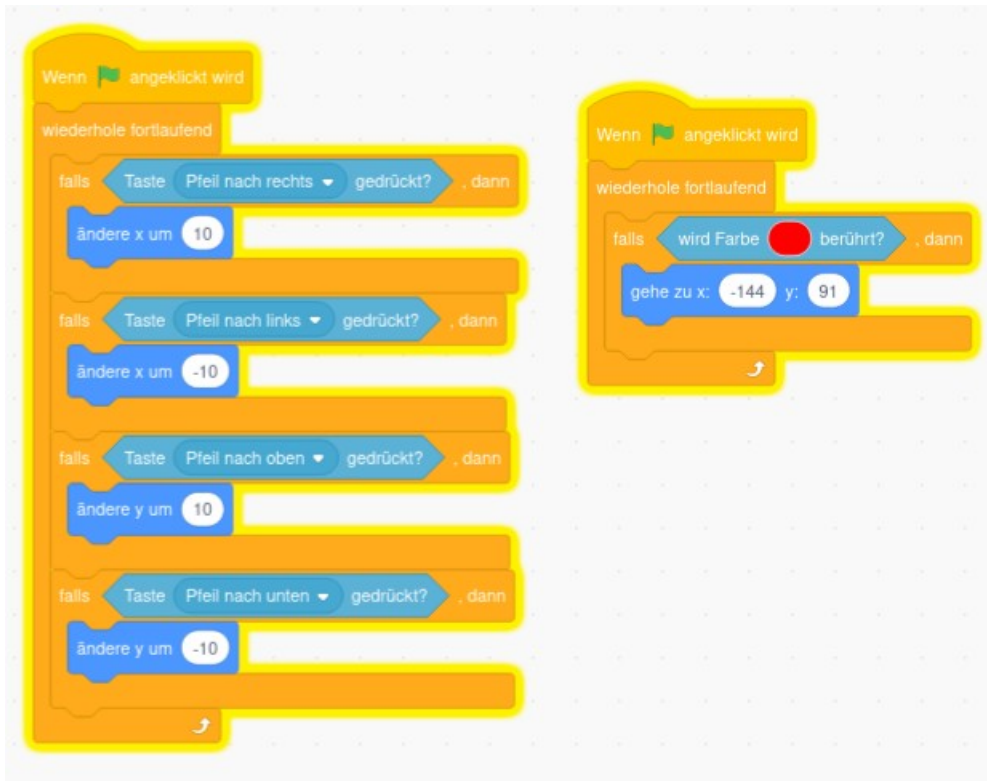 Wenn angeklickt wird
wiederhole fortlaufend
falls Taste Pfeil nach rechts gedrückt? , dann
ändere x um 10
falls Taste Pfeil nach links gedrückt? , dann
ändere x um -10
falls Taste Pfeil nach oben gedrückt? , dann
ändere y um 10
falls Taste Pfeil nach unten gedrückt? , dann
ändere y um -10
Wenn angeklickt wird
wiederhole fortlaufend
falls wird Farbe berührt? , dann
gehe zu x: -144 y: 91